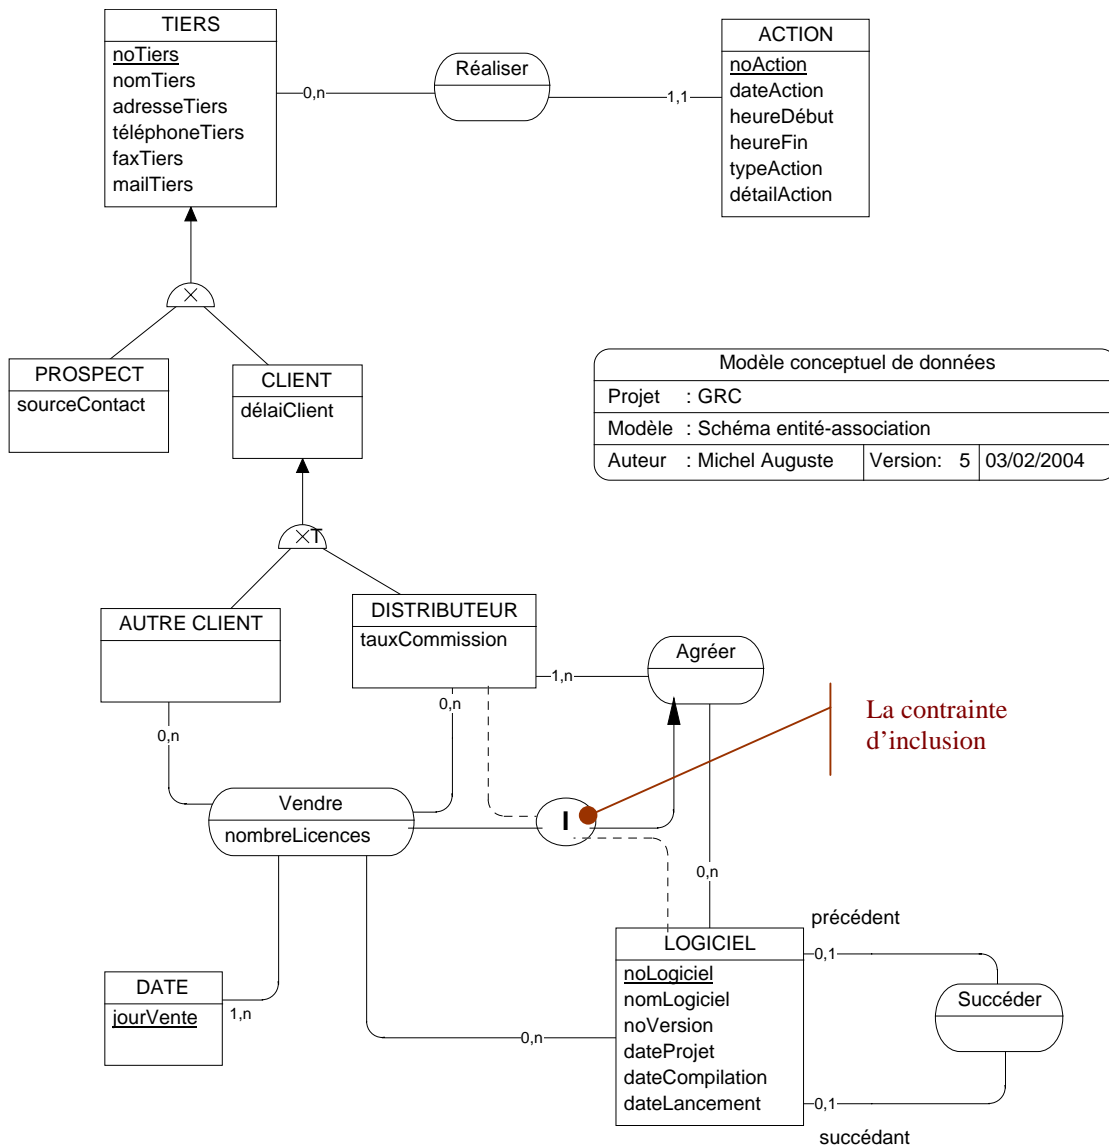 TIERS
noTiers
nomTiers
adresseTiers
téléphoneTiers
faxTiers
mailTiers
0,n
Réaliser
1,1
ACTION
noAction
dateAction
heureDébut
heureFin
typeAction
détailAction
X
PROSPECT
sourceContact
CLIENT
délaiClient
Modèle conceptuel de données
Projet : GRC
Modèle : Schéma entité-association
Auteur : Michel Auguste Version: 5 03/02/2004
XT
AUTRE CLIENT
DISTRIBUTEUR
tauxCommission
1,n
Agréer
0,n
0,n
La contrainte
d'inclusion
Vendre
nombreLicences
I
0,n
précédent
DATE
jourVente
1,n
0,n
LOGICIEL
noLogiciel
nomLogiciel
noVersion
dateProjet
dateCompilation
dateLancement
0,1
Succéder
0,1
succédant